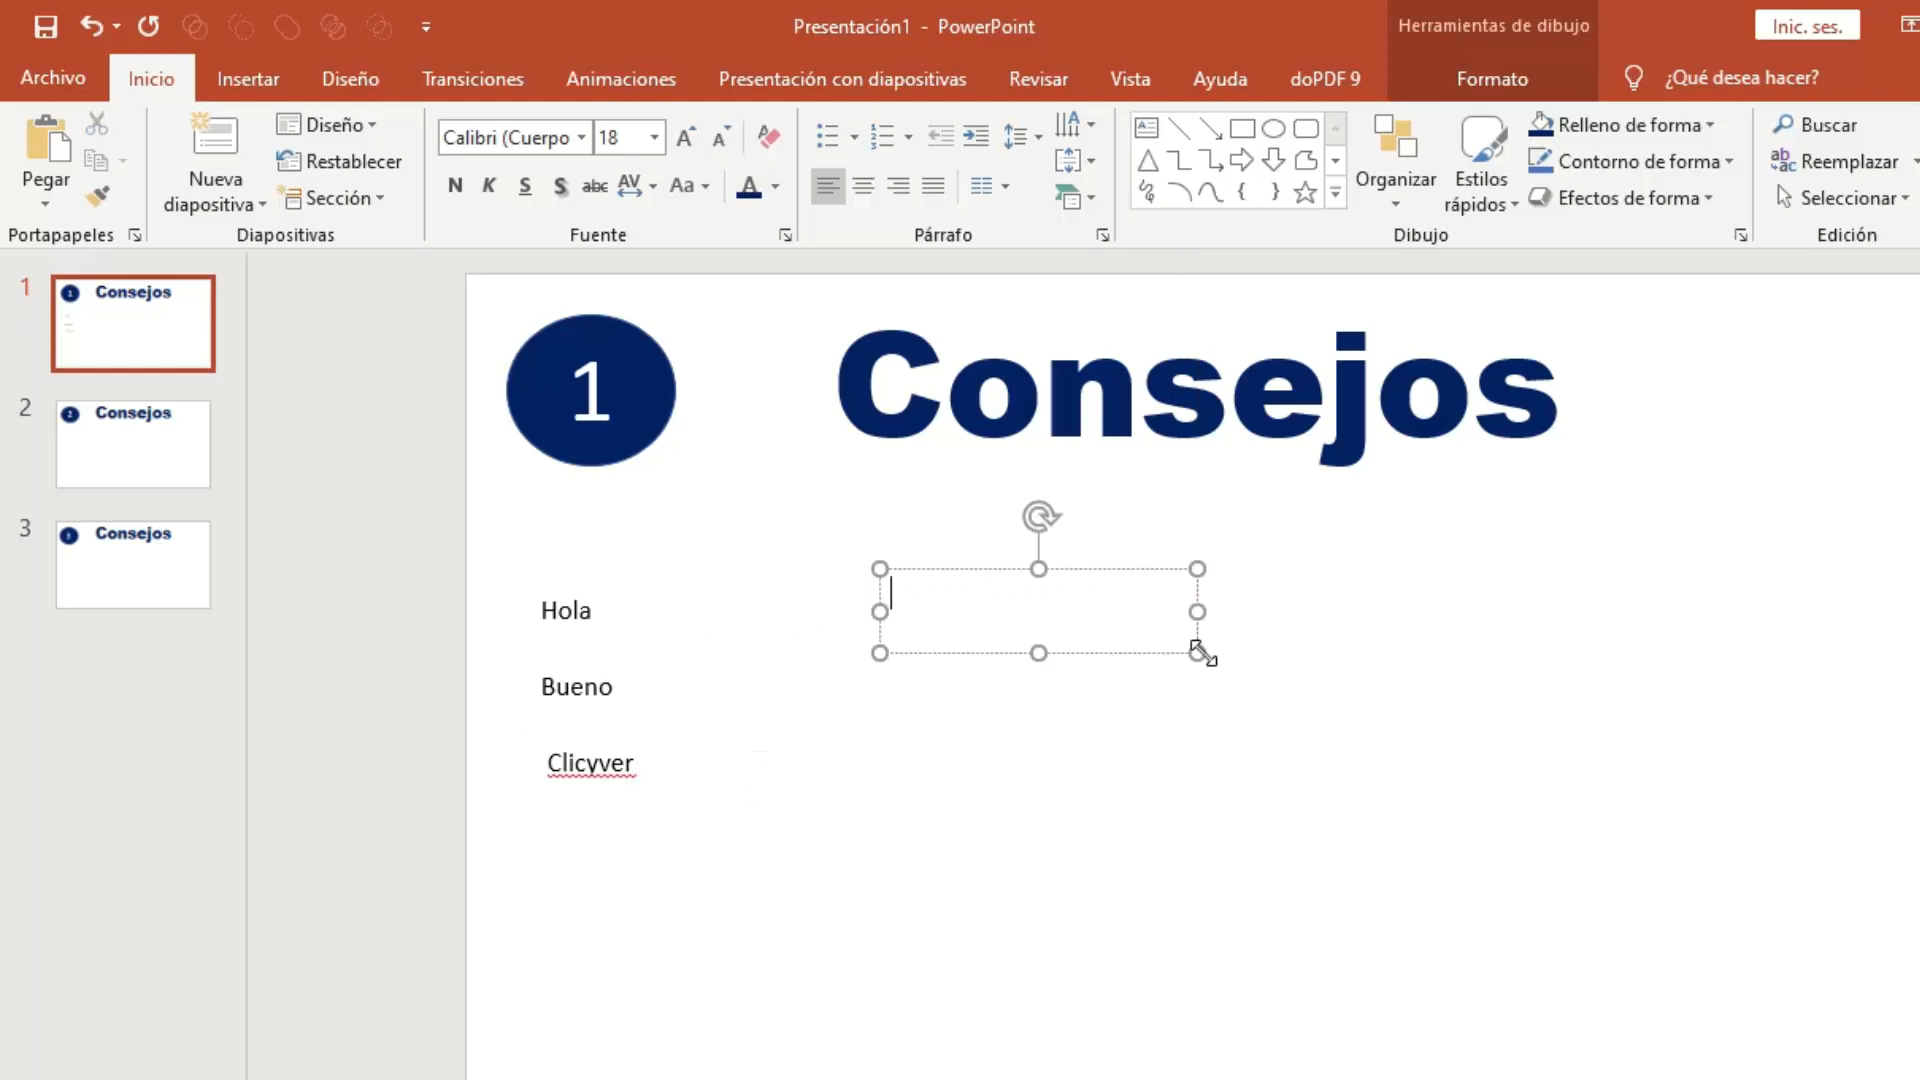 Presentación1 - PowerPoint
Herramientas de dibujo
Inic. ses.
Archivo
Inicio
Insertar
Diseño
Transiciones
Animaciones
Presentación con diapositivas
Revisar
Vista
Ayuda
doPDF 9
Formato
¿Qué desea hacer?
Pegar
Nueva
diapositiva
Diseño
Restablecer
Sección
Calibri (Cuerpo
18
N K S S abc AV Aa A
Organizar
Estilos
rápidos
Relleno de forma
Contorno de forma
Efectos de forma
Buscar
Reemplazar
Seleccionar
Portapapeles
Diapositivas
Fuente
Párrafo
Dibujo
Edición
1
1 Consejos
2
2 Consejos
3
3 Consejos
1 Consejos
Hola
Bueno
Clicyver